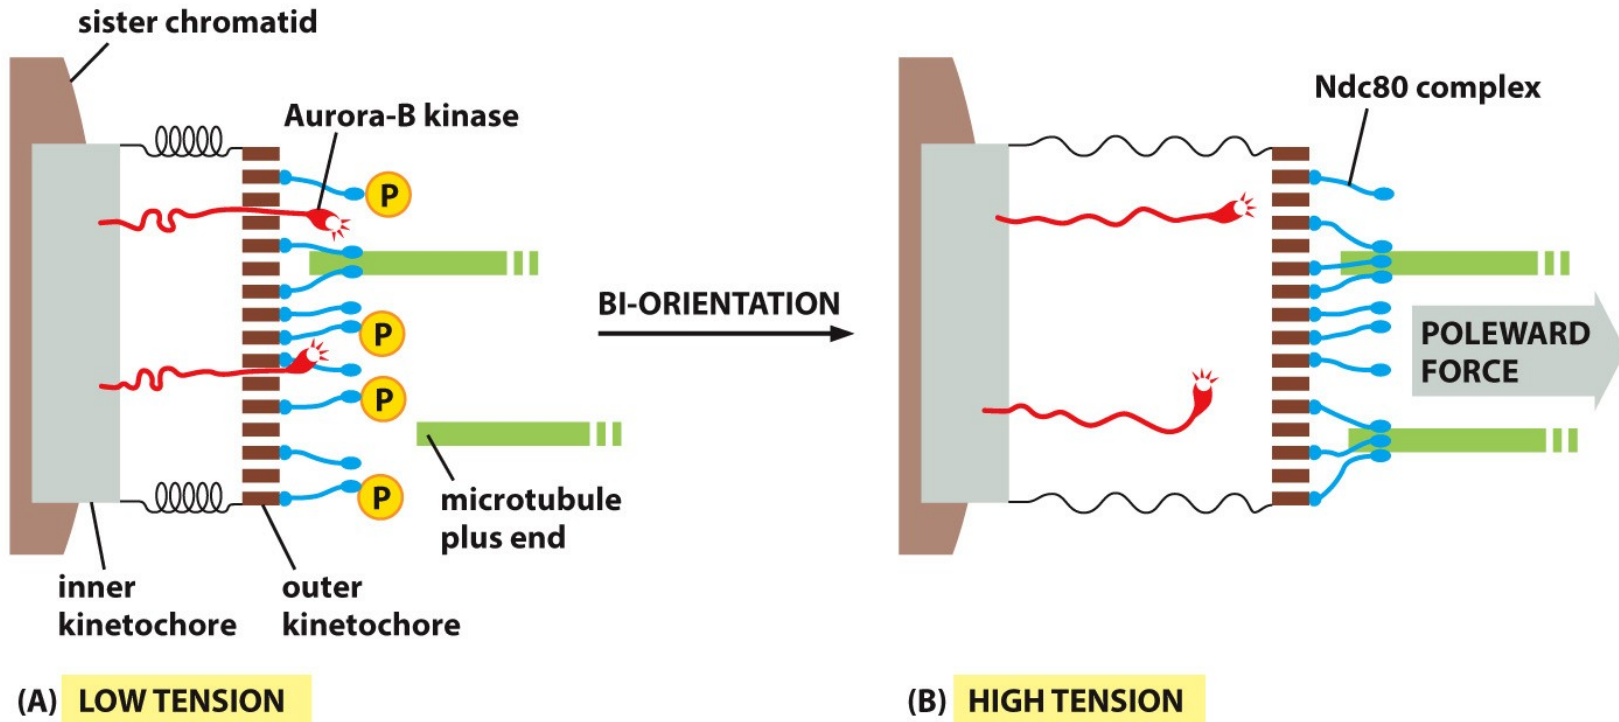 sister chromatid
Aurora-B kinase
P
P
P
P
microtubule
plus end
inner
kinetochore
outer
kinetochore
(A) LOW TENSION
BI-ORIENTATION
Ndc80 complex
POLEWARD
FORCE
(B) HIGH TENSION